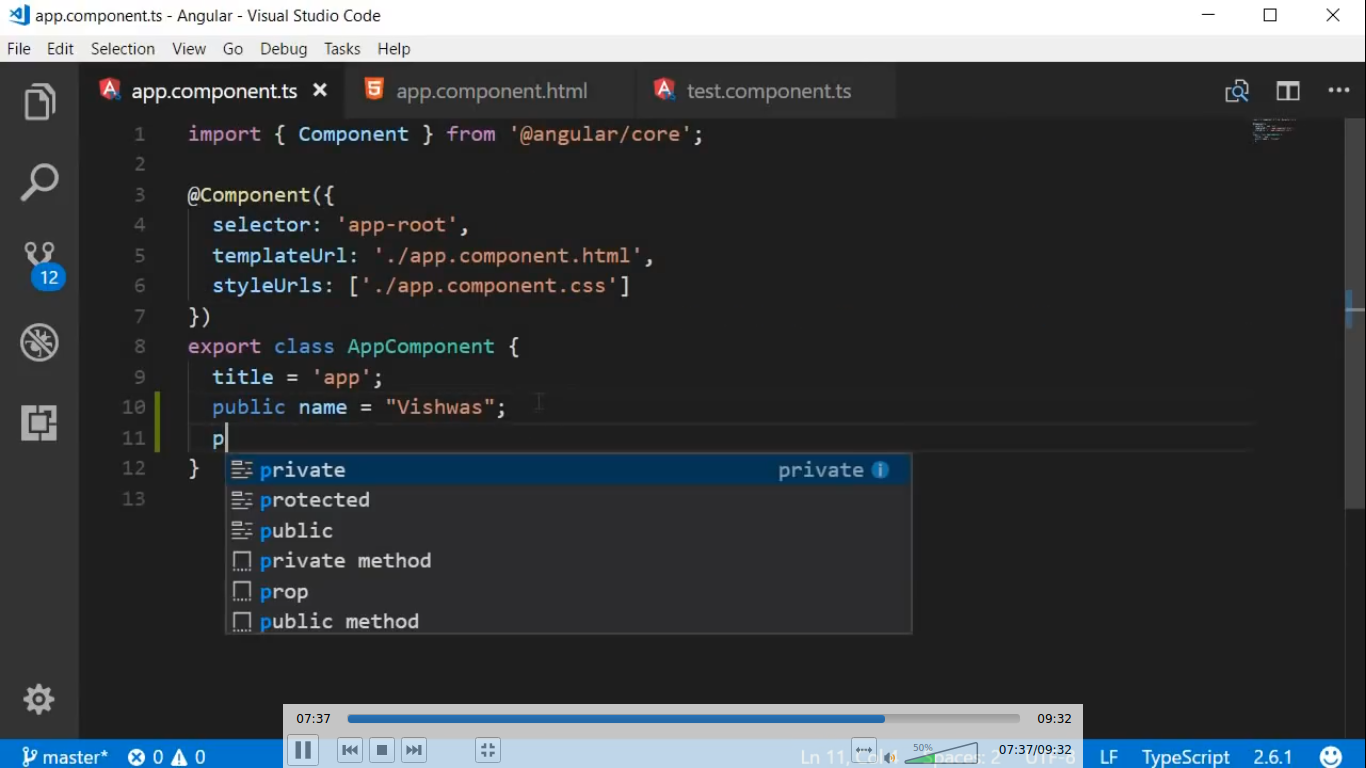 app.component.ts - Angular - Visual Studio Code
File Edit Selection View Go Debug Tasks Help
app.component.ts app.component.html test.component.ts
1 import { Component } from '@angular/core';
2
3 @Component({
4 selector: 'app-root',
5 templateUrl: './app.component.html',
6 styleUrls: ['./app.component.css']
7 })
8 export class AppComponent {
9 title = 'app';
10 public name = "Vishwas";
11 p
12 }
13
private private
protected
public
private method
prop
public method
12
07:37 09:32
50% 07:37/09:32
master* 0 0 Ln 11, Col 4 Spaces: 2 UTF-8 LF TypeScript 2.6.1